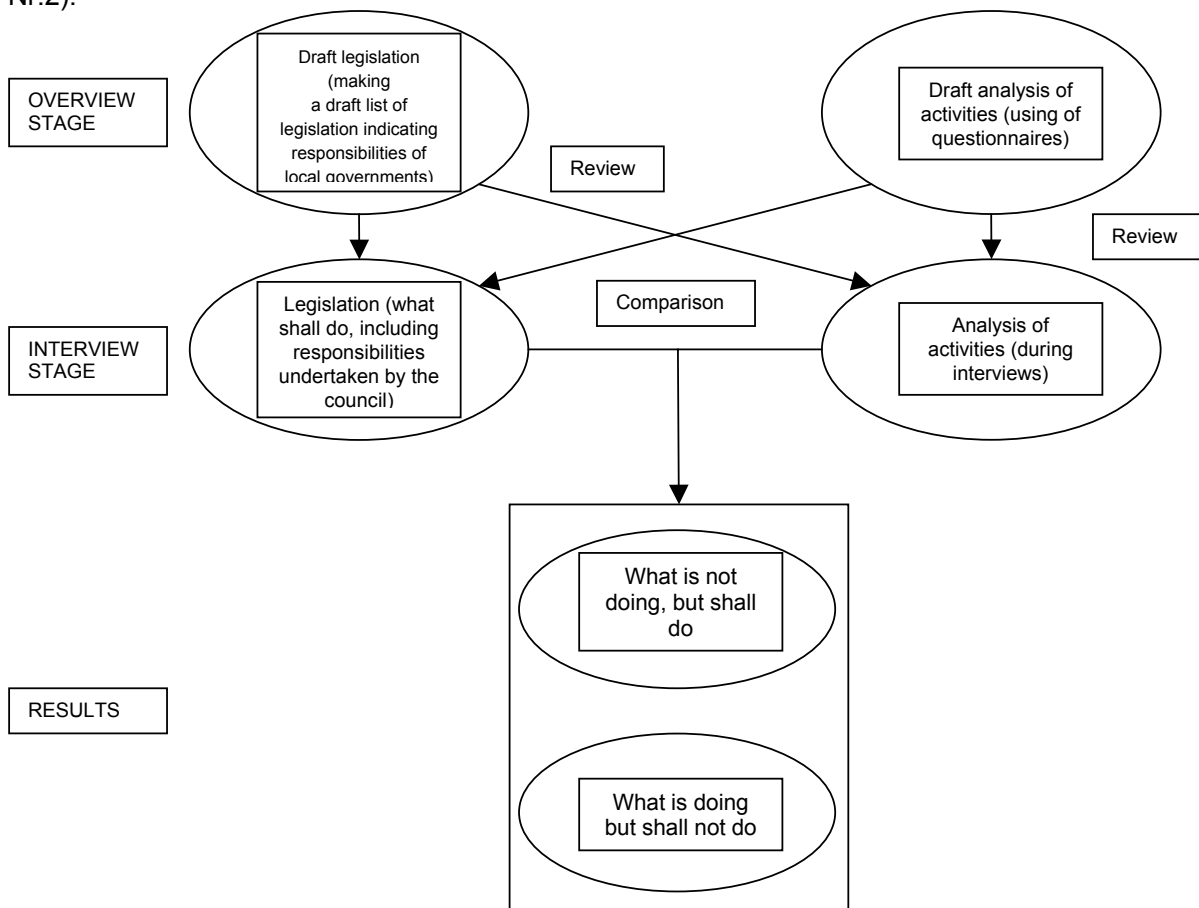 Nr.2).
OVERVIEW
STAGE
Draft legislation
(making
a draft list of
legislation indicating
responsibilities of
local governments)
Review
Draft analysis of
activities (using of
questionnaires)
Review
INTERVIEW
STAGE
Legislation (what
shall do, including
responsibilities
undertaken by the
council)
Comparison
Analysis of
activities (during
interviews)
RESULTS
What is not
doing, but shall
do
What is doing
but shall not do